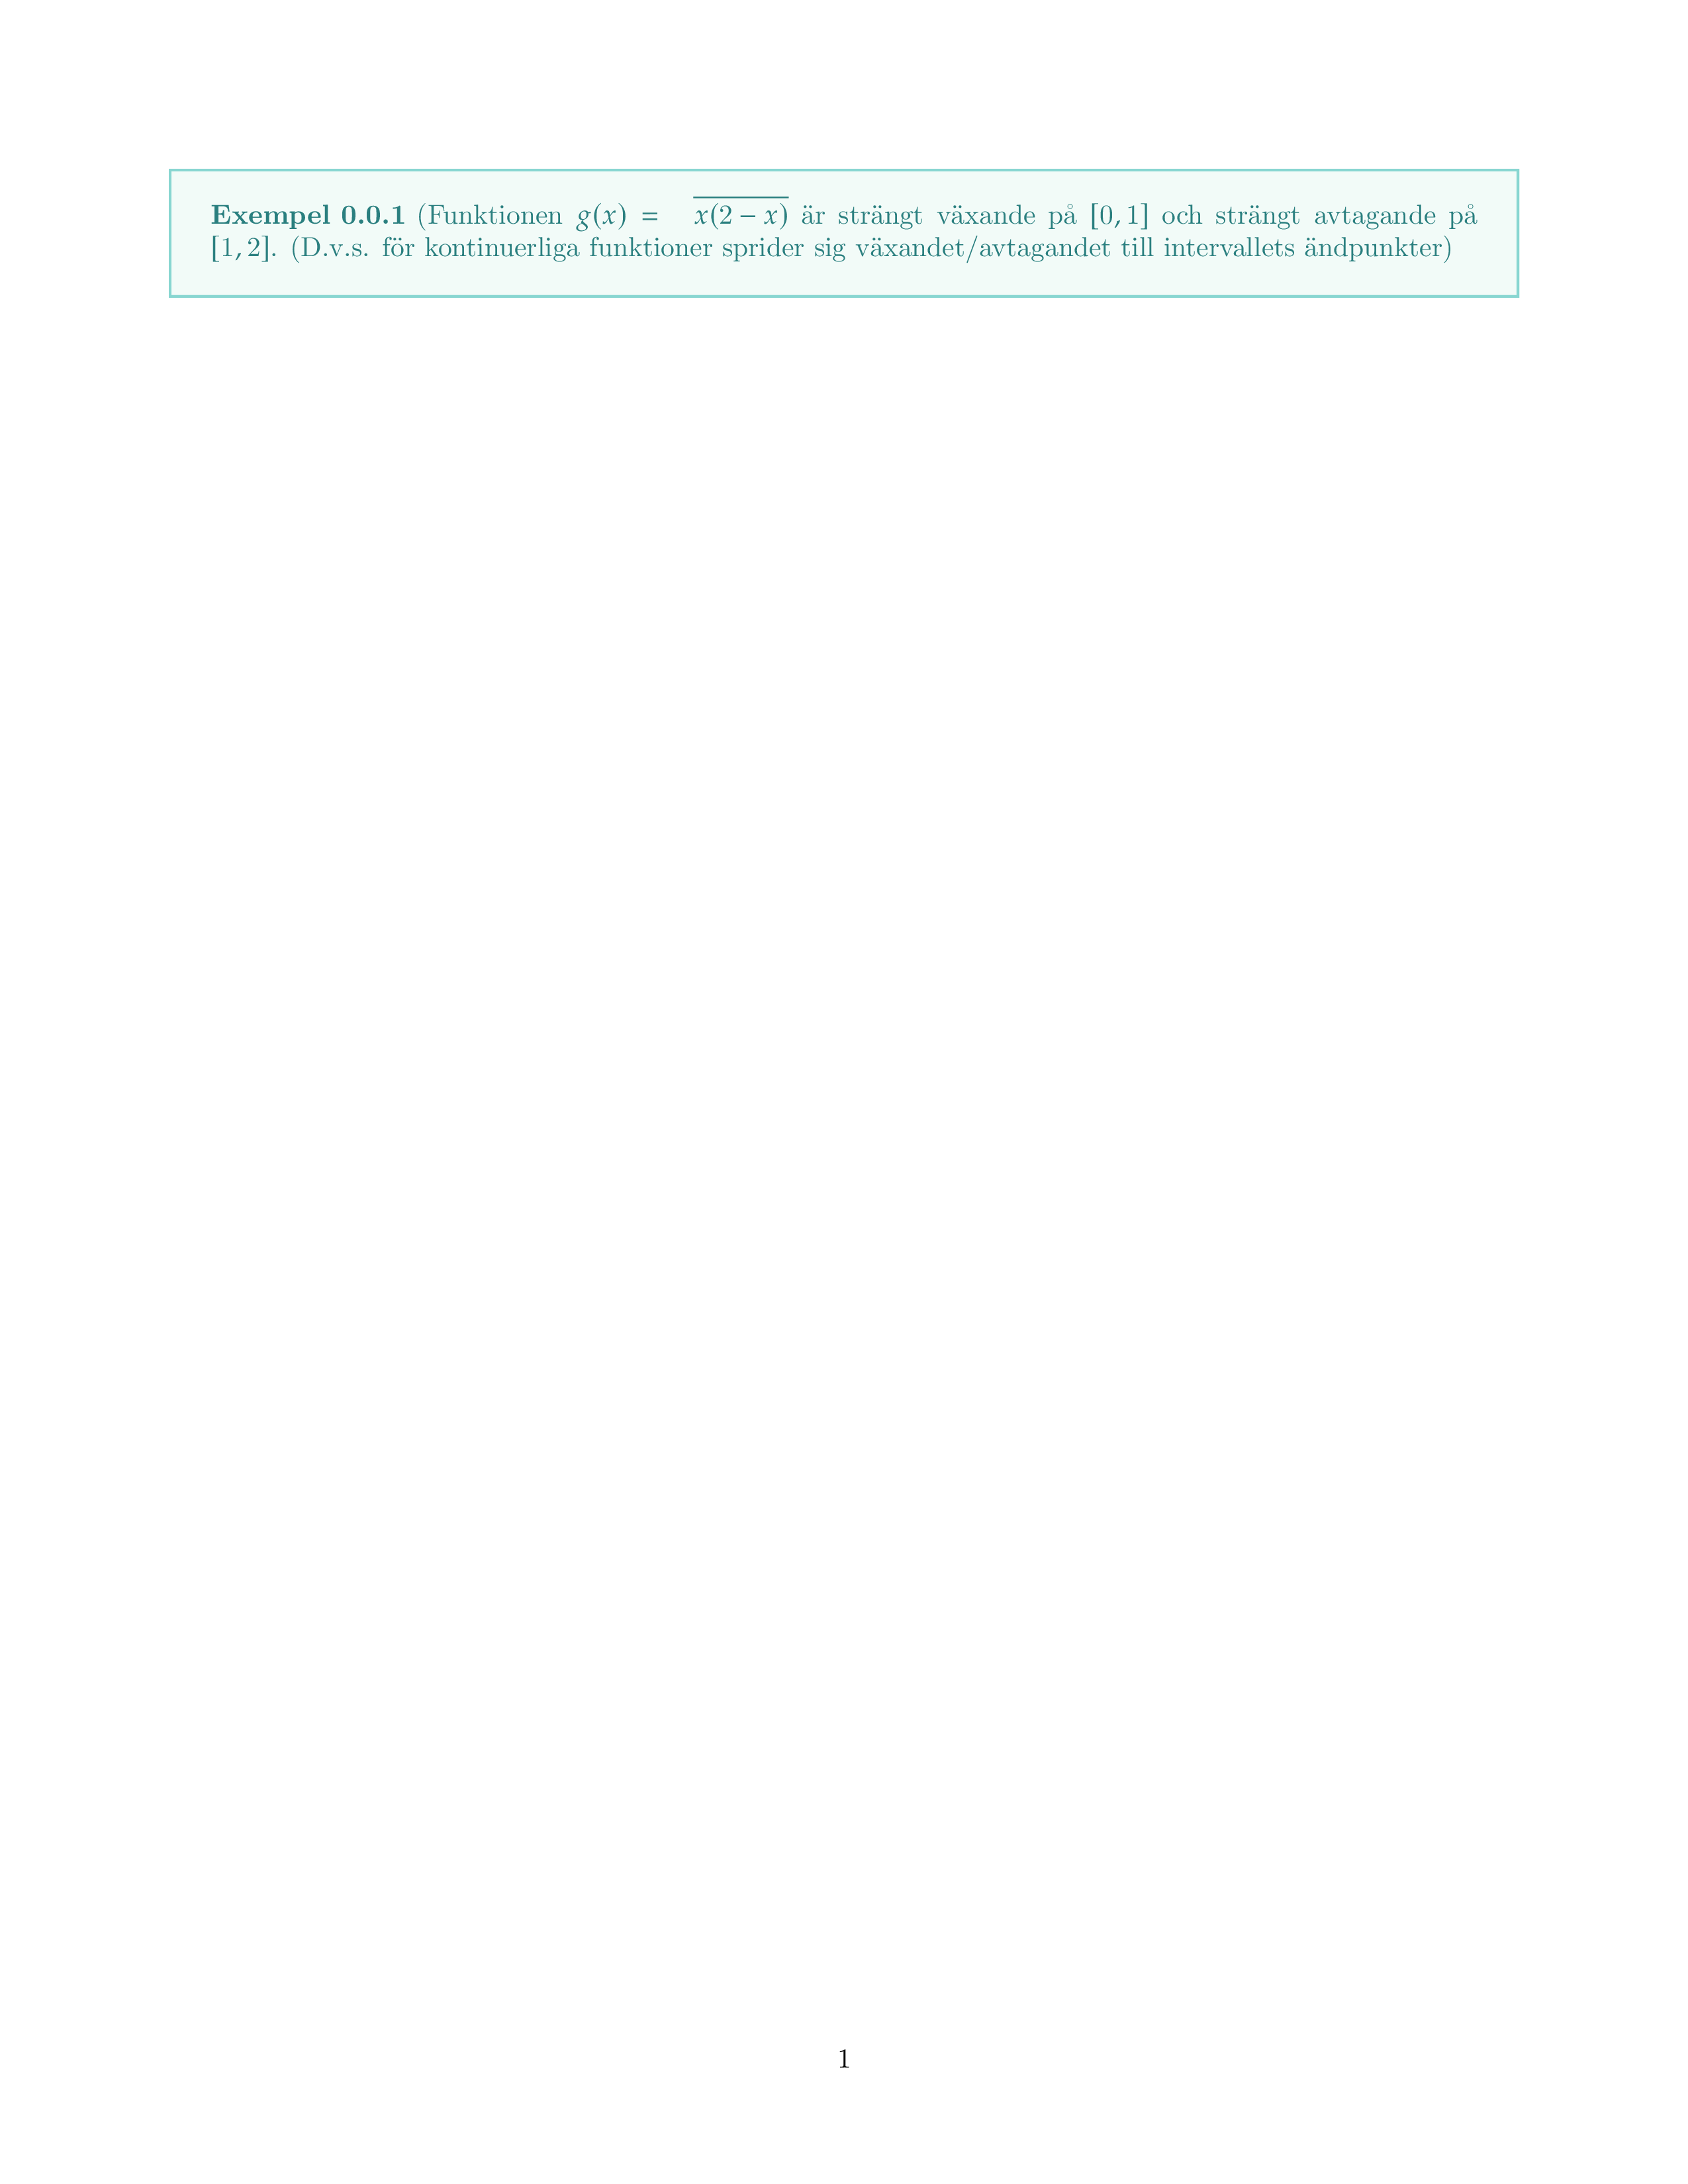 Exempel 0.0.1 (Funktionen g(x) = x(2 − x) är strängt växande på [0, 1] och strängt avtagande på
[1, 2]. (D.v.s. för kontinuerliga funktioner sprider sig växandet/avtagandet till intervallets ändpunkter)
1